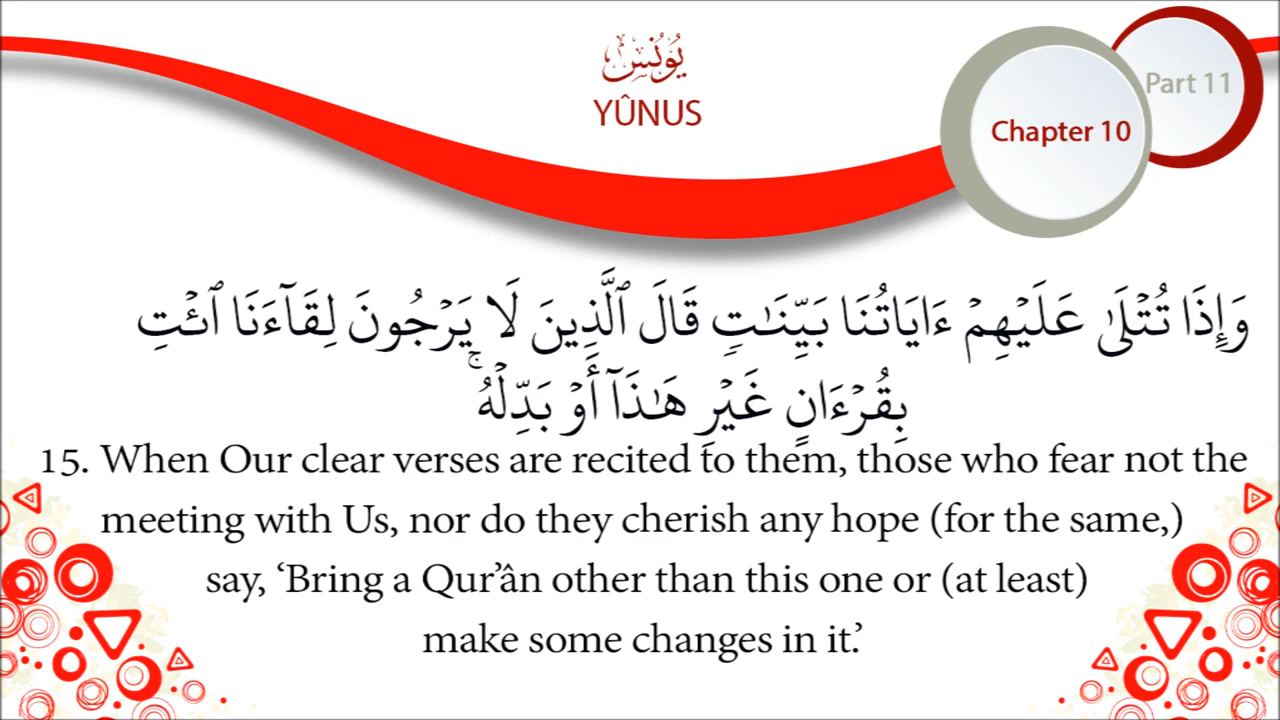 يُونُس
YÛNUS
Part 11
Chapter 10
وَإِذَا تُتْلَىٰ عَلَيْهِمْ ءَايَاتُنَا بَيِّنَـٰتٍ قَالَ ٱلَّذِينَ لَا يَرْجُونَ لِقَآءَنَا ٱئْتِ
بِقُرْءَانٍ غَيْرِ هَـٰذَآ أَوْ بَدِّلْهُ ۚ
15. When Our clear verses are recited to them, those who fear not the
meeting with Us, nor do they cherish any hope (for the same,)
say, ‘Bring a Qur’ân other than this one or (at least)
make some changes in it.’